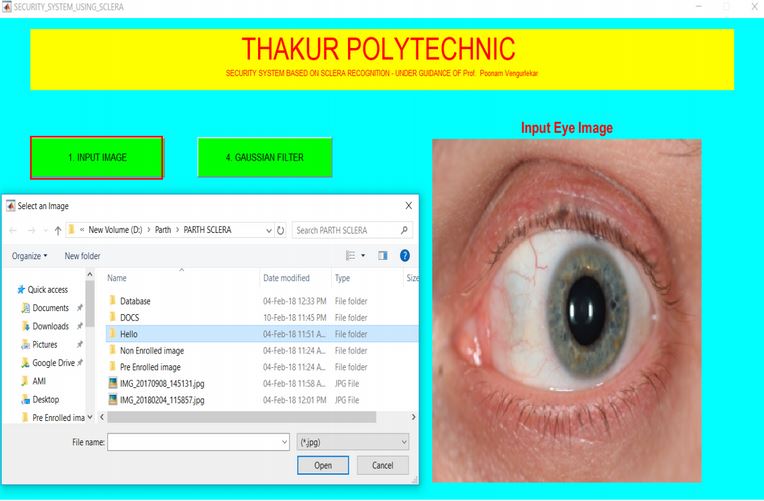 SECURITY_SYSTEM_USING_SCLERA
THAKUR POLYTECHNIC
SECURITY SYSTEM BASED ON SCLERA RECOGNITION - UNDER GUIDANCE OF Prof. Poonam Vengurlekar
Input Eye Image
1. INPUT IMAGE
4. GAUSSIAN FILTER
Select an Image
« New Volume (D:) > Parth > PARTH SCLERA
Search PARTH SCLERA
Organize
New folder
Name Date modified Type Size
Quick access
Documents
Downloads
Pictures
Google Drive
AMI
Desktop
Pre Enrolled ima
Database 04-Feb-18 12:33 PM File folder
DOCS 10-Feb-18 11:45 PM File folder
Hello 04-Feb-18 11:51 A... File folder
Non Enrolled image 04-Feb-18 11:24 A... File folder
Pre Enrolled image 04-Feb-18 11:24 A... File folder
IMG_20170908_145131.jpg 04-Feb-18 11:58 A... JPG File
IMG_20180204_115857.jpg 04-Feb-18 12:01 PM JPG File
File name:
(*.jpg)
Open
Cancel